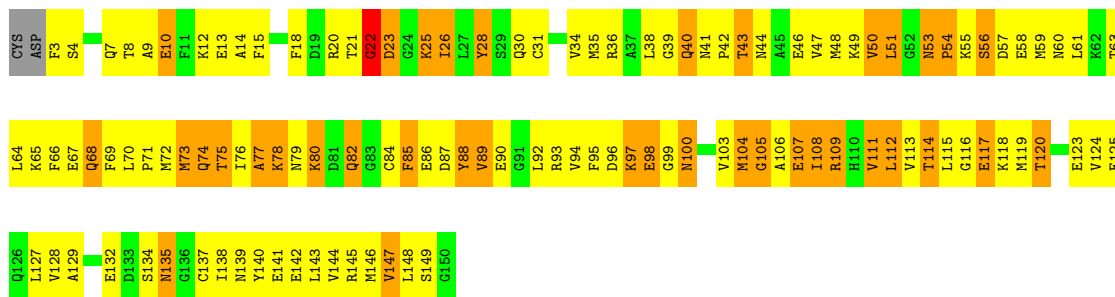 CYS ASP F3 S4 Q7 T8 A9 E10 F11 K12 E13 A14 F15 F18 D19 R20 T21 G22 D23 G24 K25 I26 L27 Y28 S29 Q30 C31 V34 M35 R36 A37 L38 G39 Q40 N41 P42 T43 N44 A45 E46 V47 M48 K49 V50 L51 G52 N53 P54 K55 S56 D57 E58 M59 N60 L61 K62 T63
L64 K65 F66 E67 Q68 F69 L70 P71 M72 M73 Q74 T75 I76 A77 K78 N79 K80 D81 Q82 G83 C84 F85 E86 D87 Y88 V89 E90 G91 L92 R93 V94 F95 D96 K97 E98 G99 N100 V103 M104 G105 A106 E107 I108 R109 H110 V111 L112 V113 T114 L115 G116 E117 K118 M119 T120 E123 V124 E125
Q126 L127 V128 A129 E132 D133 S134 N135 G136 C137 I138 N139 Y140 E141 E142 L143 V144 R145 M146 V147 L148 S149 G150